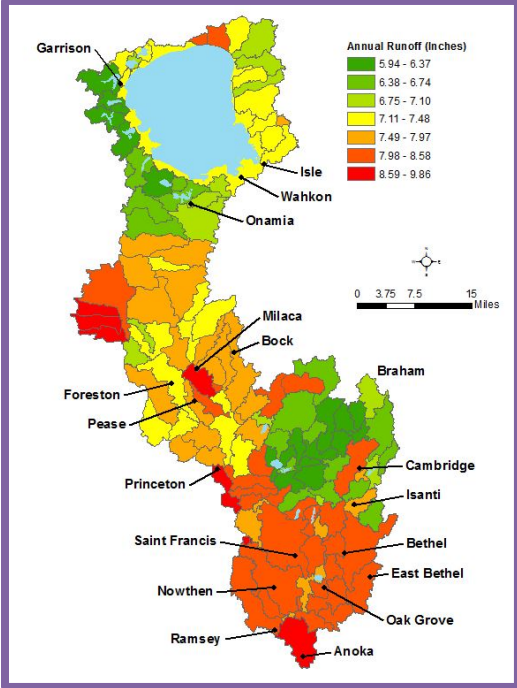 Garrison
Annual Runoff (Inches)
5.94 - 6.37
6.38 - 6.74
6.75 - 7.10
7.11 - 7.48
7.49 - 7.97
7.98 - 8.58
8.59 - 9.86
Isle
Wahkon
Onamia
0 3.75 7.5 15
Miles
Milaca
Bock
Braham
Foreston
Pease
Cambridge
Princeton
Isanti
Saint Francis
Bethel
East Bethel
Nowthen
Oak Grove
Ramsey
Anoka